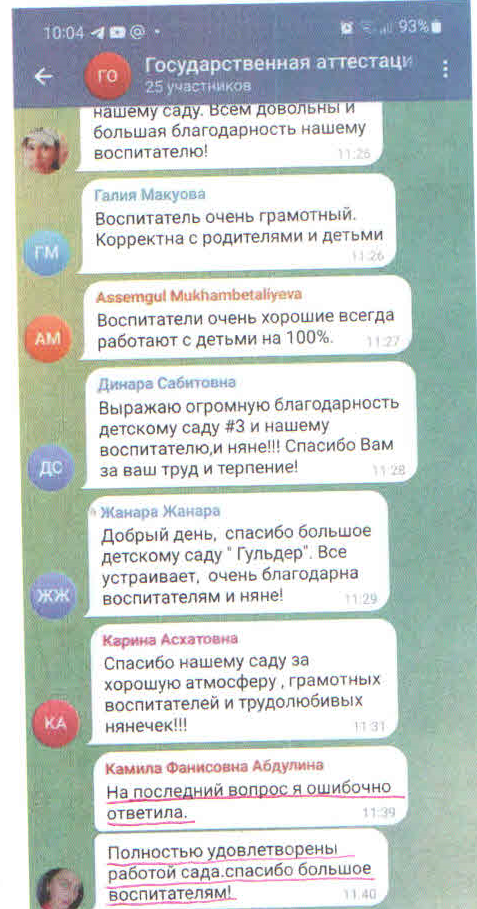 10:04
93%
ГО
Государственная аттестаци
25 участников
нашему саду. Всем довольны и
большая благодарность нашему
воспитателю!
11:26
Галия Макуова
Воспитатель очень грамотный.
Корректна с родителями и детьми
11:26
ГМ
Assemgul Mukhambetaliyeva
Воспитатели очень хорошие всегда
работают с детьми на 100%.
11:27
АМ
Динара Сабитовна
Выражаю огромную благодарность
детскому саду #3 и нашему
воспитателю,и няне!!! Спасибо Вам
за ваш труд и терпение!
11:28
ДС
Жанара Жанара
Добрый день, спасибо большое
детскому саду " Гульдер". Все
устраивает, очень благодарна
воспитателям и няне!
11:29
ЖЖ
Карина Асхатовна
Спасибо нашему саду за
хорошую атмосферу , грамотных
воспитателей и трудолюбивых
нянечек!!!
11:31
КА
Камила Фанисовна Абдулина
На последний вопрос я ошибочно
ответила.
11:39
Полностью удовлетворены
работой сада.спасибо большое
воспитателям!
11:40